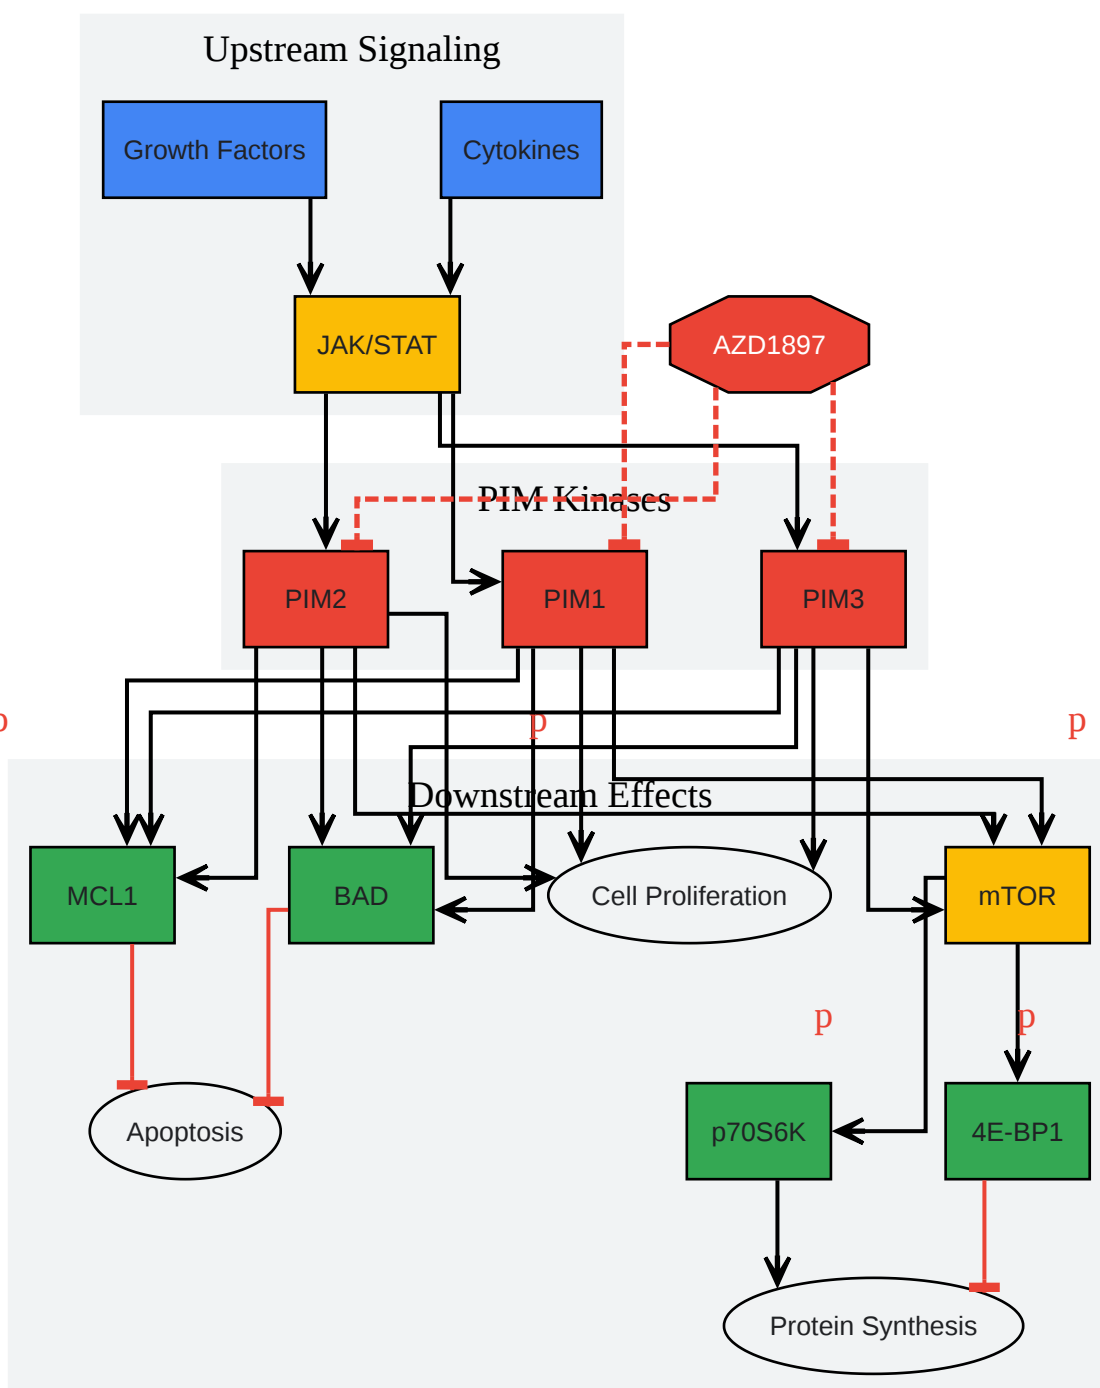 Upstream Signaling
Growth Factors
Cytokines
JAK/STAT
AZD1897
PIM Kinases
PIM2
PIM1
PIM3
p
p
p
Downstream Effects
MCL1
BAD
Cell Proliferation
mTOR
p
p
Apoptosis
p70S6K
4E-BP1
Protein Synthesis